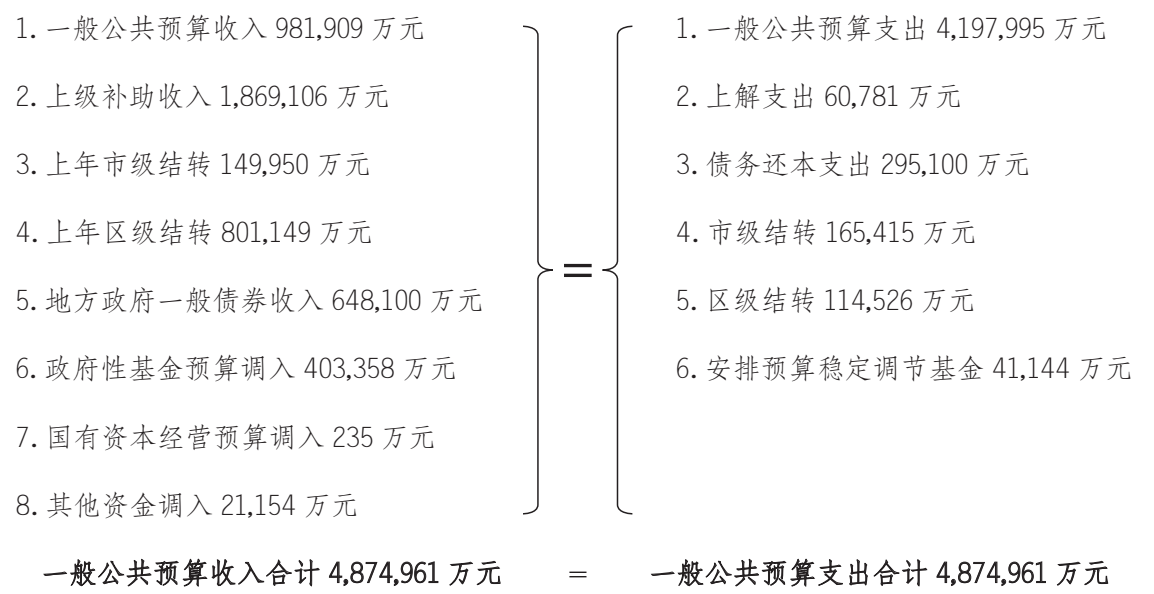 1. 一般公共预算收入 981,909 万元
2. 上级补助收入 1,869,106 万元
3. 上年市级结转 149,950 万元
4. 上年区级结转 801,149 万元
5. 地方政府一般债券收入 648,100 万元
6. 政府性基金预算调入 403,358 万元
7. 国有资本经营预算调入 235 万元
8. 其他资金调入 21,154 万元
=
1. 一般公共预算支出 4,197,995 万元
2. 上解支出 60,781 万元
3. 债务还本支出 295,100 万元
4. 市级结转 165,415 万元
5. 区级结转 114,526 万元
6. 安排预算稳定调节基金 41,144 万元
一般公共预算收入合计 4,874,961 万元 = 一般公共预算支出合计 4,874,961 万元